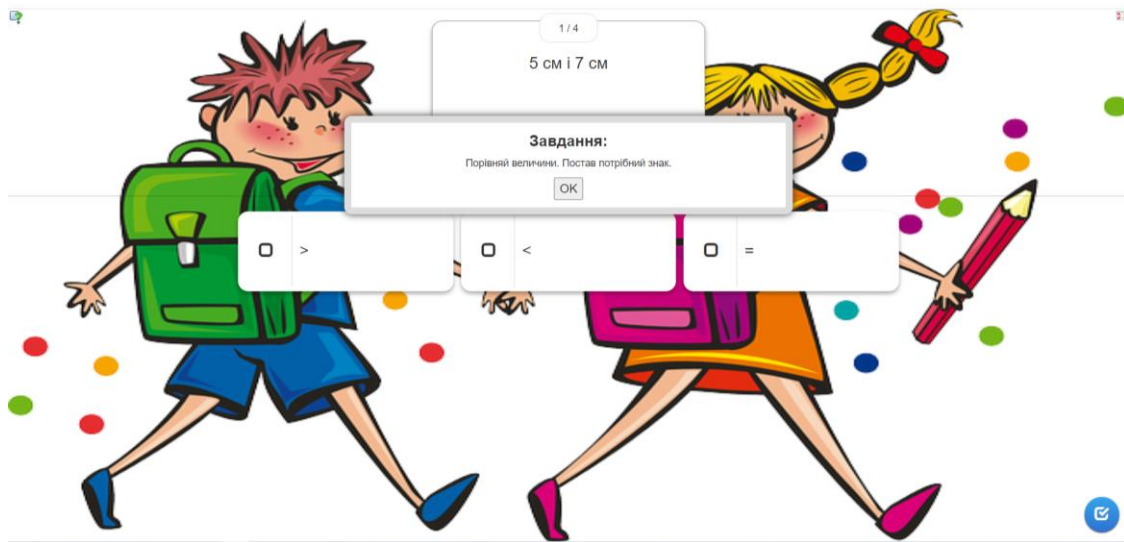 1 / 4
5 см і 7 см
Завдання:
Порівняй величини. Постав потрібний знак.
OK
>
<
=